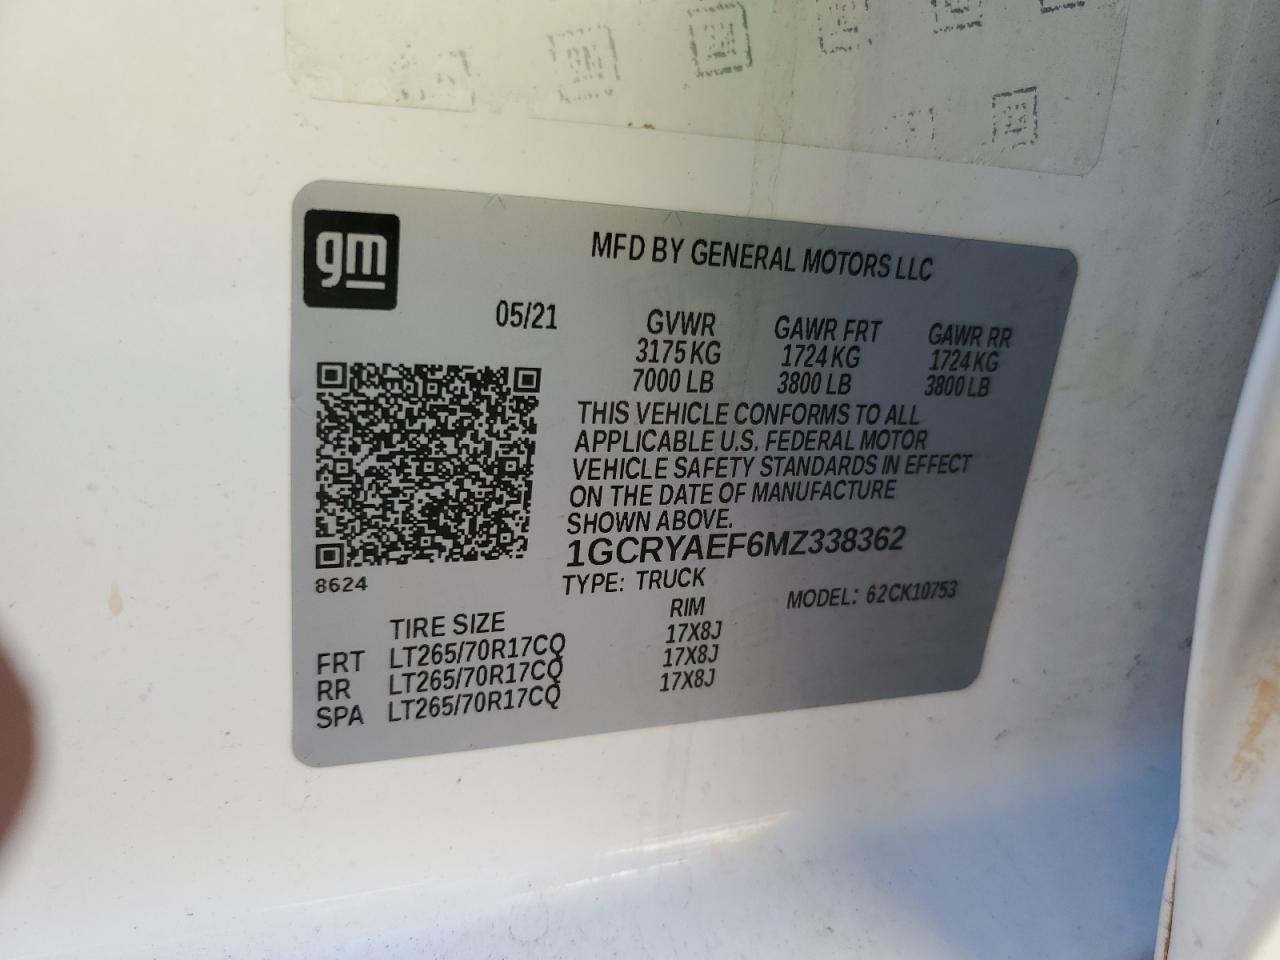 gm
MFD BY GENERAL MOTORS LLC
05/21
GVWR GAWR FRT GAWR RR
3175 KG 1724 KG 1724 KG
7000 LB 3800 LB 3800 LB
THIS VEHICLE CONFORMS TO ALL
APPLICABLE U.S. FEDERAL MOTOR
VEHICLE SAFETY STANDARDS IN EFFECT
ON THE DATE OF MANUFACTURE
SHOWN ABOVE.
1GCRYAEF6MZ338362
8624
TYPE: TRUCK MODEL: 62CK10753
TIRE SIZE RIM
FRT LT265/70R17CQ 17X8J
RR LT265/70R17CQ 17X8J
SPA LT265/70R17CQ 17X8J